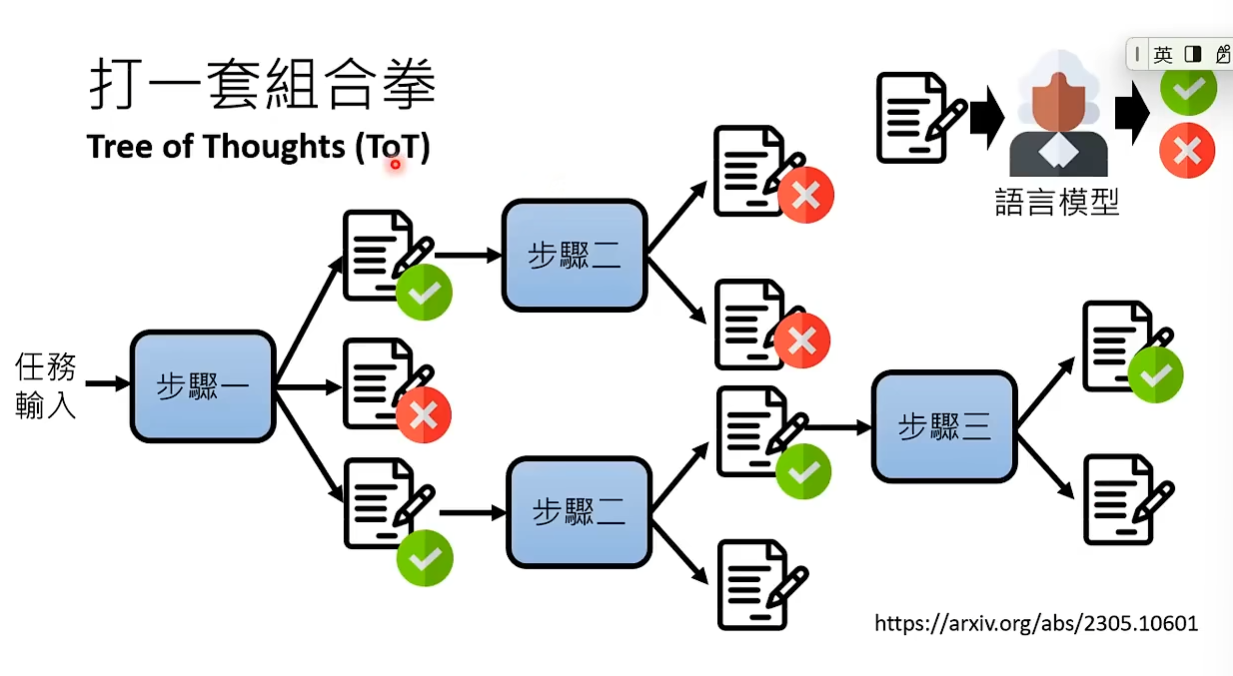 打一套組合拳
Tree of Thoughts (ToT)
英
語言模型
任務
輸入
步驟一
步驟二
步驟二
步驟三
https://arxiv.org/abs/2305.10601